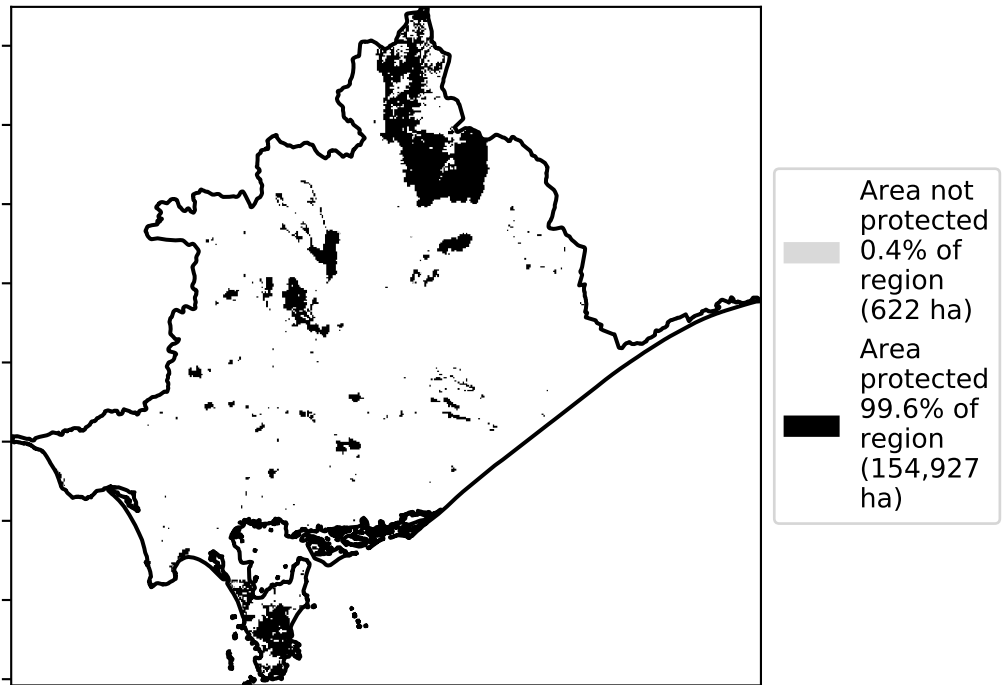 Area not
protected
0.4% of
region
(622 ha)
Area
protected
99.6% of
region
(154,927
ha)